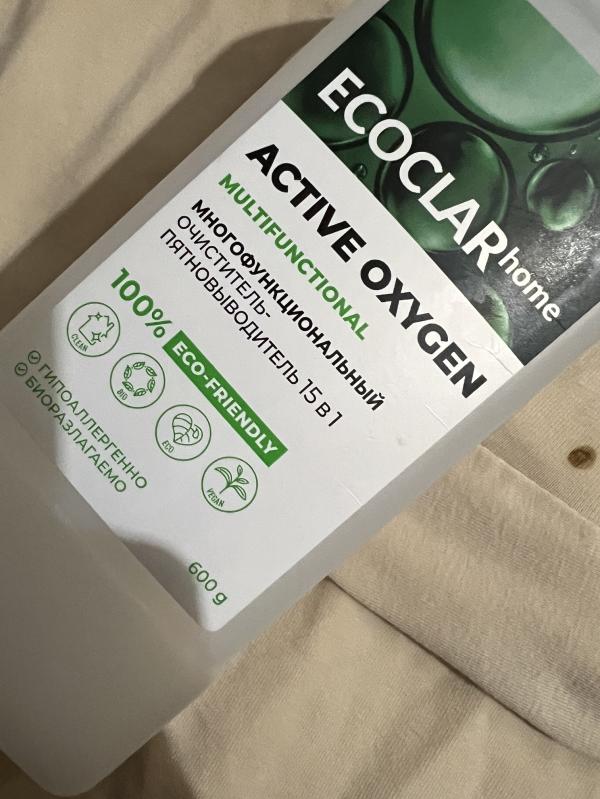 ECOCLAR home
ACTIVE OXYGEN
MULTIFUNCTIONAL
МНОГОФУНКЦИОНАЛЬНЫЙ
ОЧИСТИТЕЛЬ-
ПЯТНОВЫВОДИТЕЛЬ 15 В 1
100% ECO-FRIENDLY
CLEAN
BIO
ECO
VEGAN
ГИПОАЛЛЕРГЕННО
БИОРАЗЛАГАЕМО
600 g